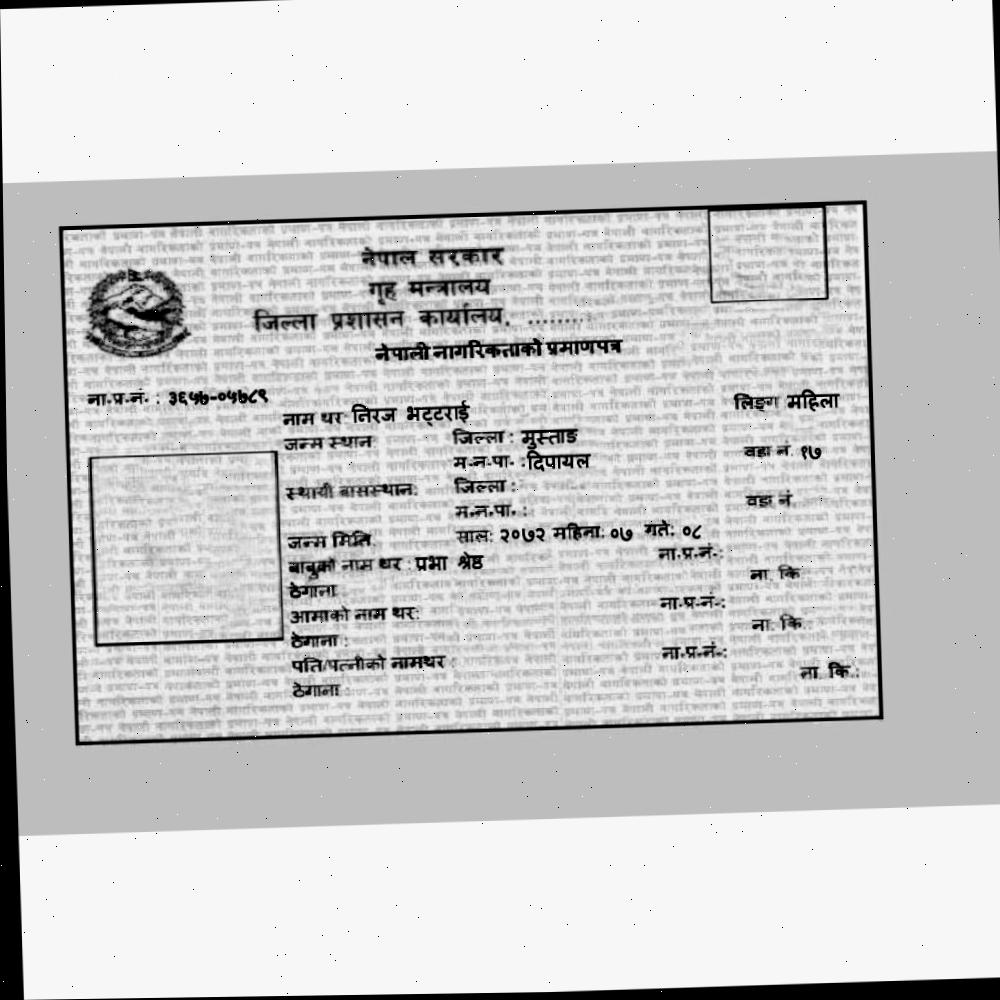 नेपाल सरकार
गृह मन्त्रालय
जिल्ला प्रशासन कार्यालय, .........
नेपाली नागरिकताको प्रमाणपत्र
ना.प्र.नं. : ३६५७-०५७८९
नाम थर: निरज भट्टराई लिङ्ग महिला
जन्म स्थान: जिल्ला : मुस्ताङ
म.न.पा. :दिपायल वडा नं. १७
स्थायी बासस्थान: जिल्ला :
म.न.पा. : वडा नं.
जन्म मिति: साल: २०७२ महिना: ०७ गते: ०८
बाबुको नाम थर : प्रभा श्रेष्ठ ना.प्र.नं.:
ठेगाना: ना. कि.:
आमाको नाम थर: ना.प्र.नं.:
ठेगाना : ना. कि.:
पति/पत्नीको नामथर : ना.प्र.नं.:
ठेगाना : ना. कि.: